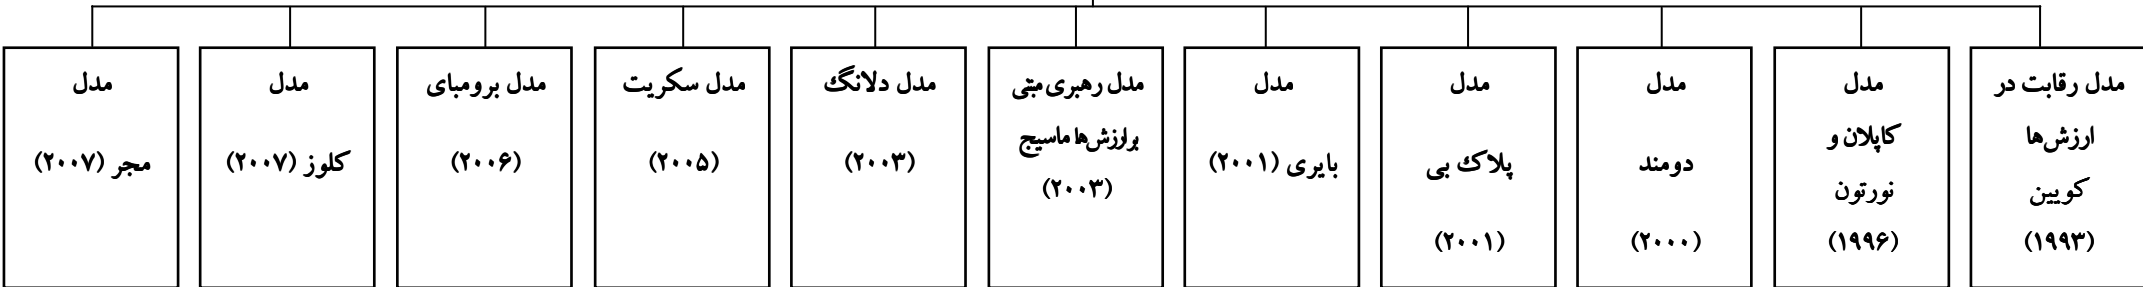 مدل رقابت در
ارزش‌ها
کویین
(۱۹۹۳)
مدل
کاپلان و
نورتون
(۱۹۹۶)
مدل
دومند
(۲۰۰۰)
مدل
پلاک بی
(۲۰۰۱)
مدل
بایری (۲۰۰۱)
مدل رهبری مبتی
برارزش‌ها ماسیج
(۲۰۰۳)
مدل دلانگ
(۲۰۰۳)
مدل سکریت
(۲۰۰۵)
مدل برومبای
(۲۰۰۶)
مدل
کلوز (۲۰۰۷)
مدل
مجر (۲۰۰۷)